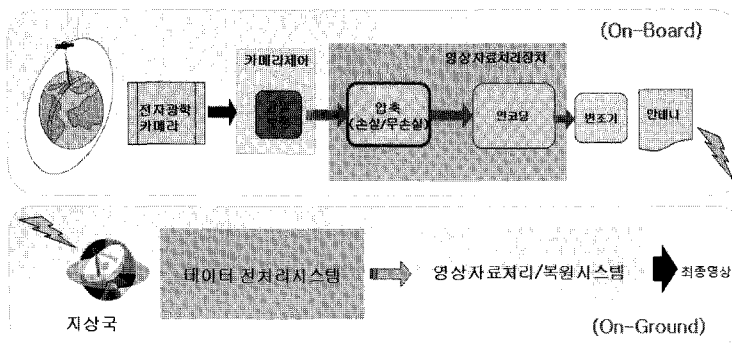 (On-Board)
카메라제어
영상자료처리장치
전자광학
카메라
압축
(손실/무손실)
인코딩
변조기
안테나
데이터 전처리시스템
영상자료처리/복원시스템
최종영상
지상국
(On-Ground)